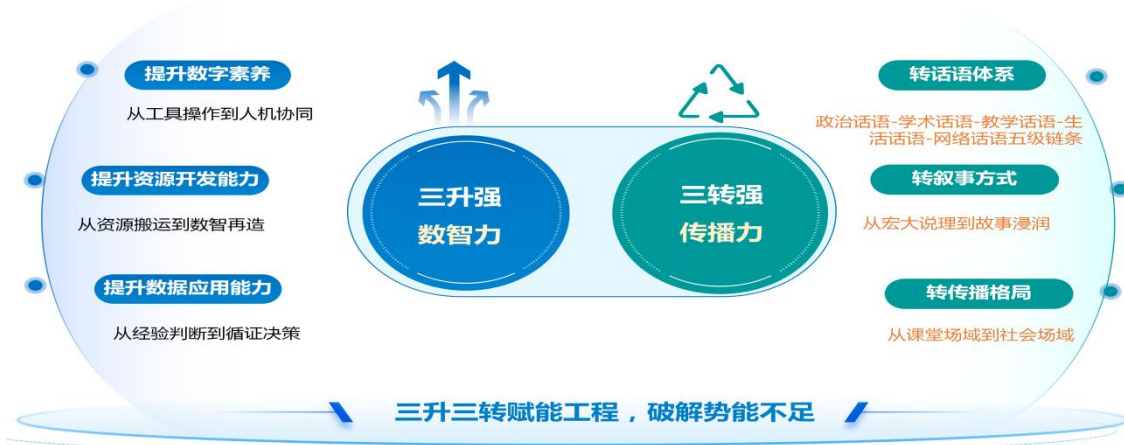 提升数字素养
从工具操作到人机协同
提升资源开发能力
从资源搬运到数智再造
提升数据应用能力
从经验判断到循证决策
三升强
数智力
三转强
传播力
转话语体系
政治话语-学术话语-教学话语-生
活话语-网络话语五级链条
转叙事方式
从宏大说理到故事浸润
转传播格局
从课堂场域到社会场域
三升三转赋能工程，破解势能不足